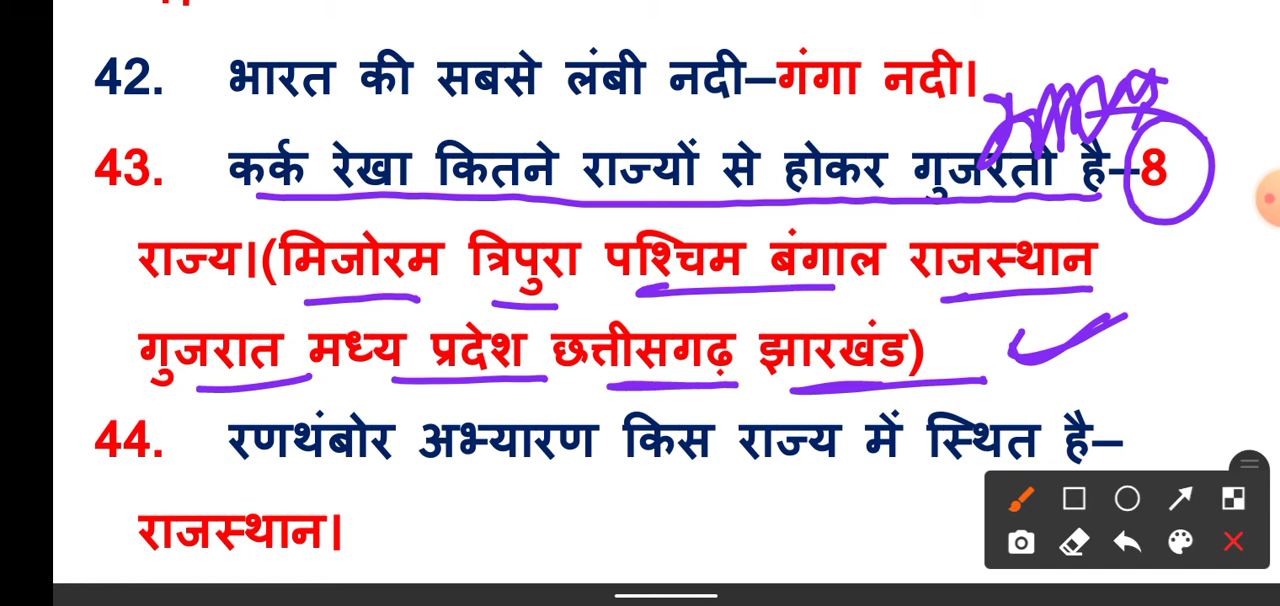 42. भारत की सबसे लंबी नदी–गंगा नदी।
43. कर्क रेखा कितने राज्यों से होकर गुजरती है–8
राज्य।(मिजोरम त्रिपुरा पश्चिम बंगाल राजस्थान
गुजरात मध्य प्रदेश छत्तीसगढ़ झारखंड)
44. रणथंबोर अभ्यारण किस राज्य में स्थित है–
राजस्थान।